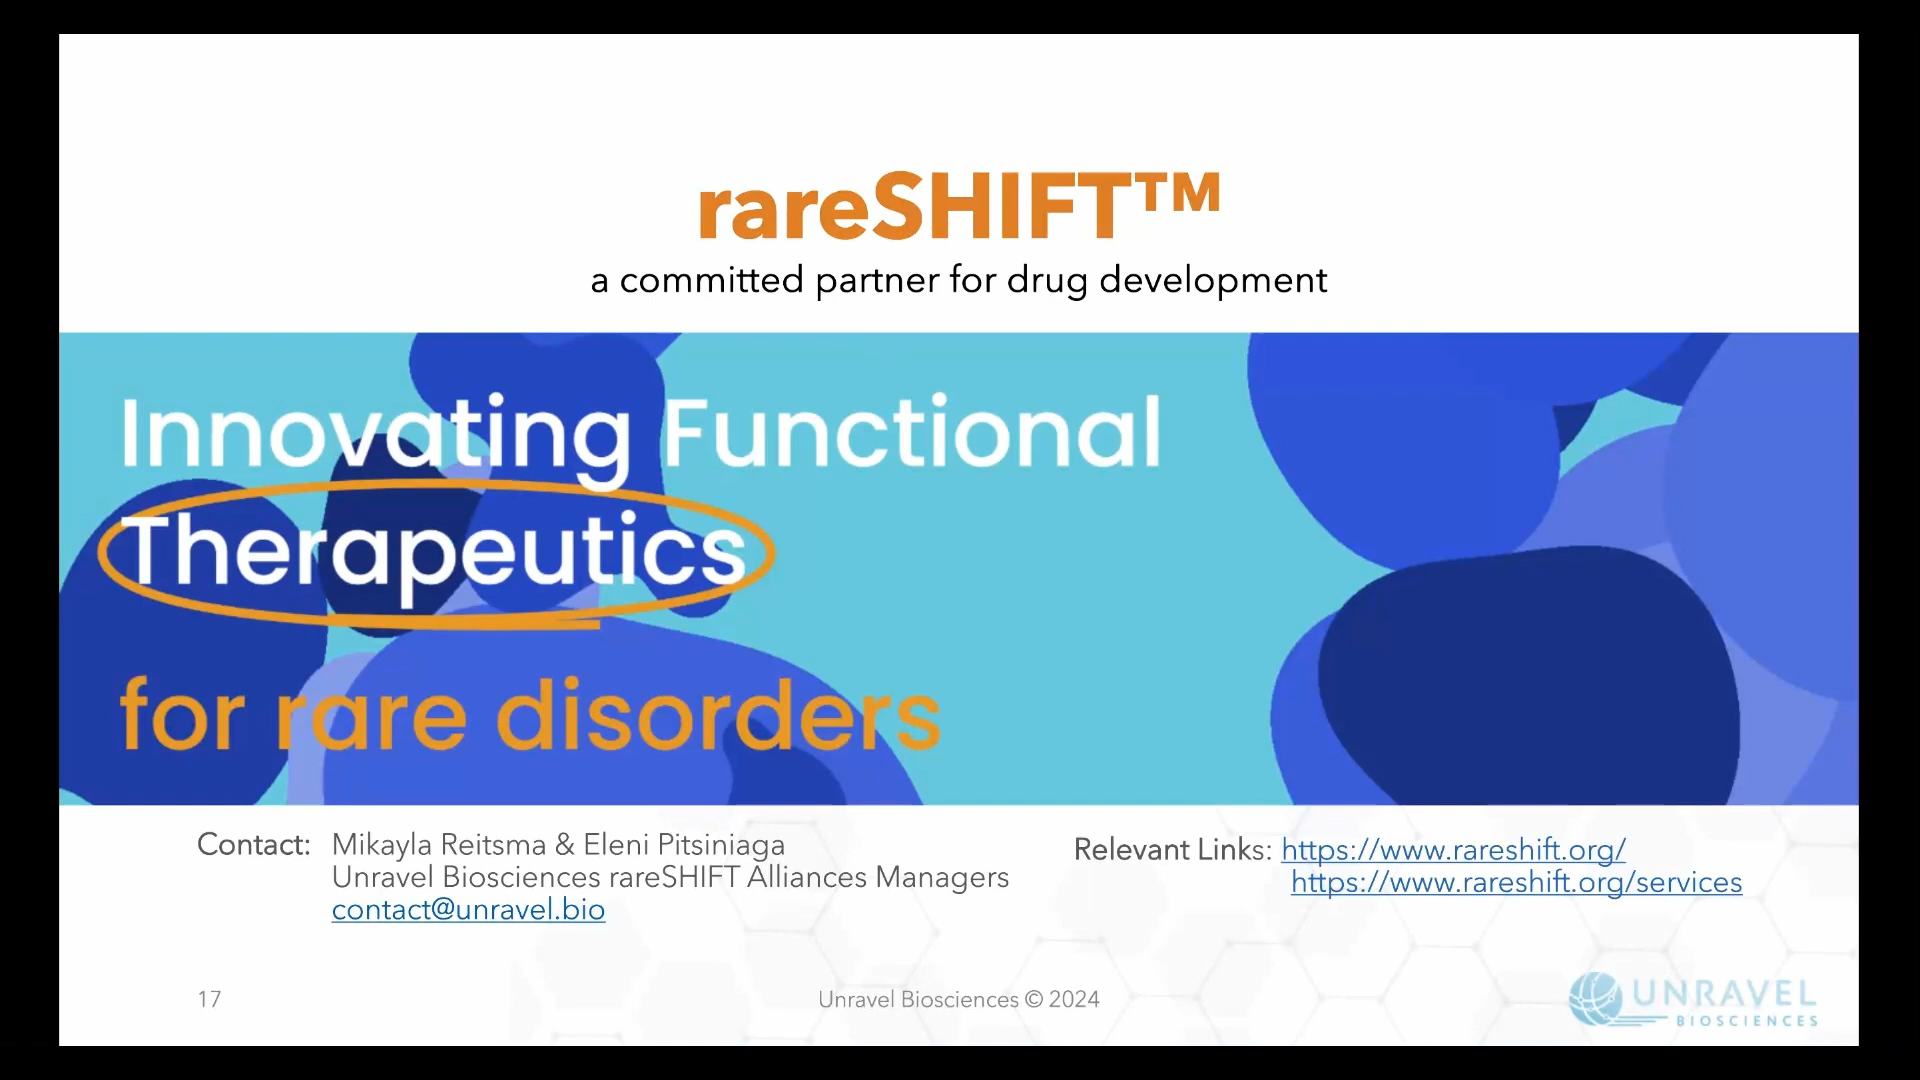 rareSHIFT™
a committed partner for drug development
Innovating Functional
Therapeutics
for rare disorders
Contact: Mikayla Reitsma & Eleni Pitsiniaga
Unravel Biosciences rareSHIFT Alliances Managers
contact@unravel.bio
Relevant Links: https://www.rareshift.org/
https://www.rareshift.org/services
17
Unravel Biosciences © 2024
UNRAVEL
BIOSCIENCES